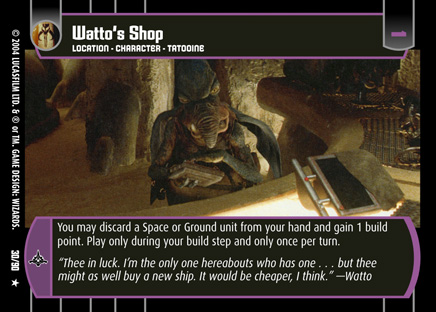 Watto's Shop
LOCATION • CHARACTER • TATOOINE
You may discard a Space or Ground unit from your hand and gain 1 build
point. Play only during your build step and only once per turn.
"Thee in luck. I'm the only one hereabouts who has one . . . but thee
might as well buy a new ship. It would be cheaper, I think." —Watto
© 2004 LUCASFILM LTD. & ® or TM. GAME DESIGN: WIZARDS.
30/90